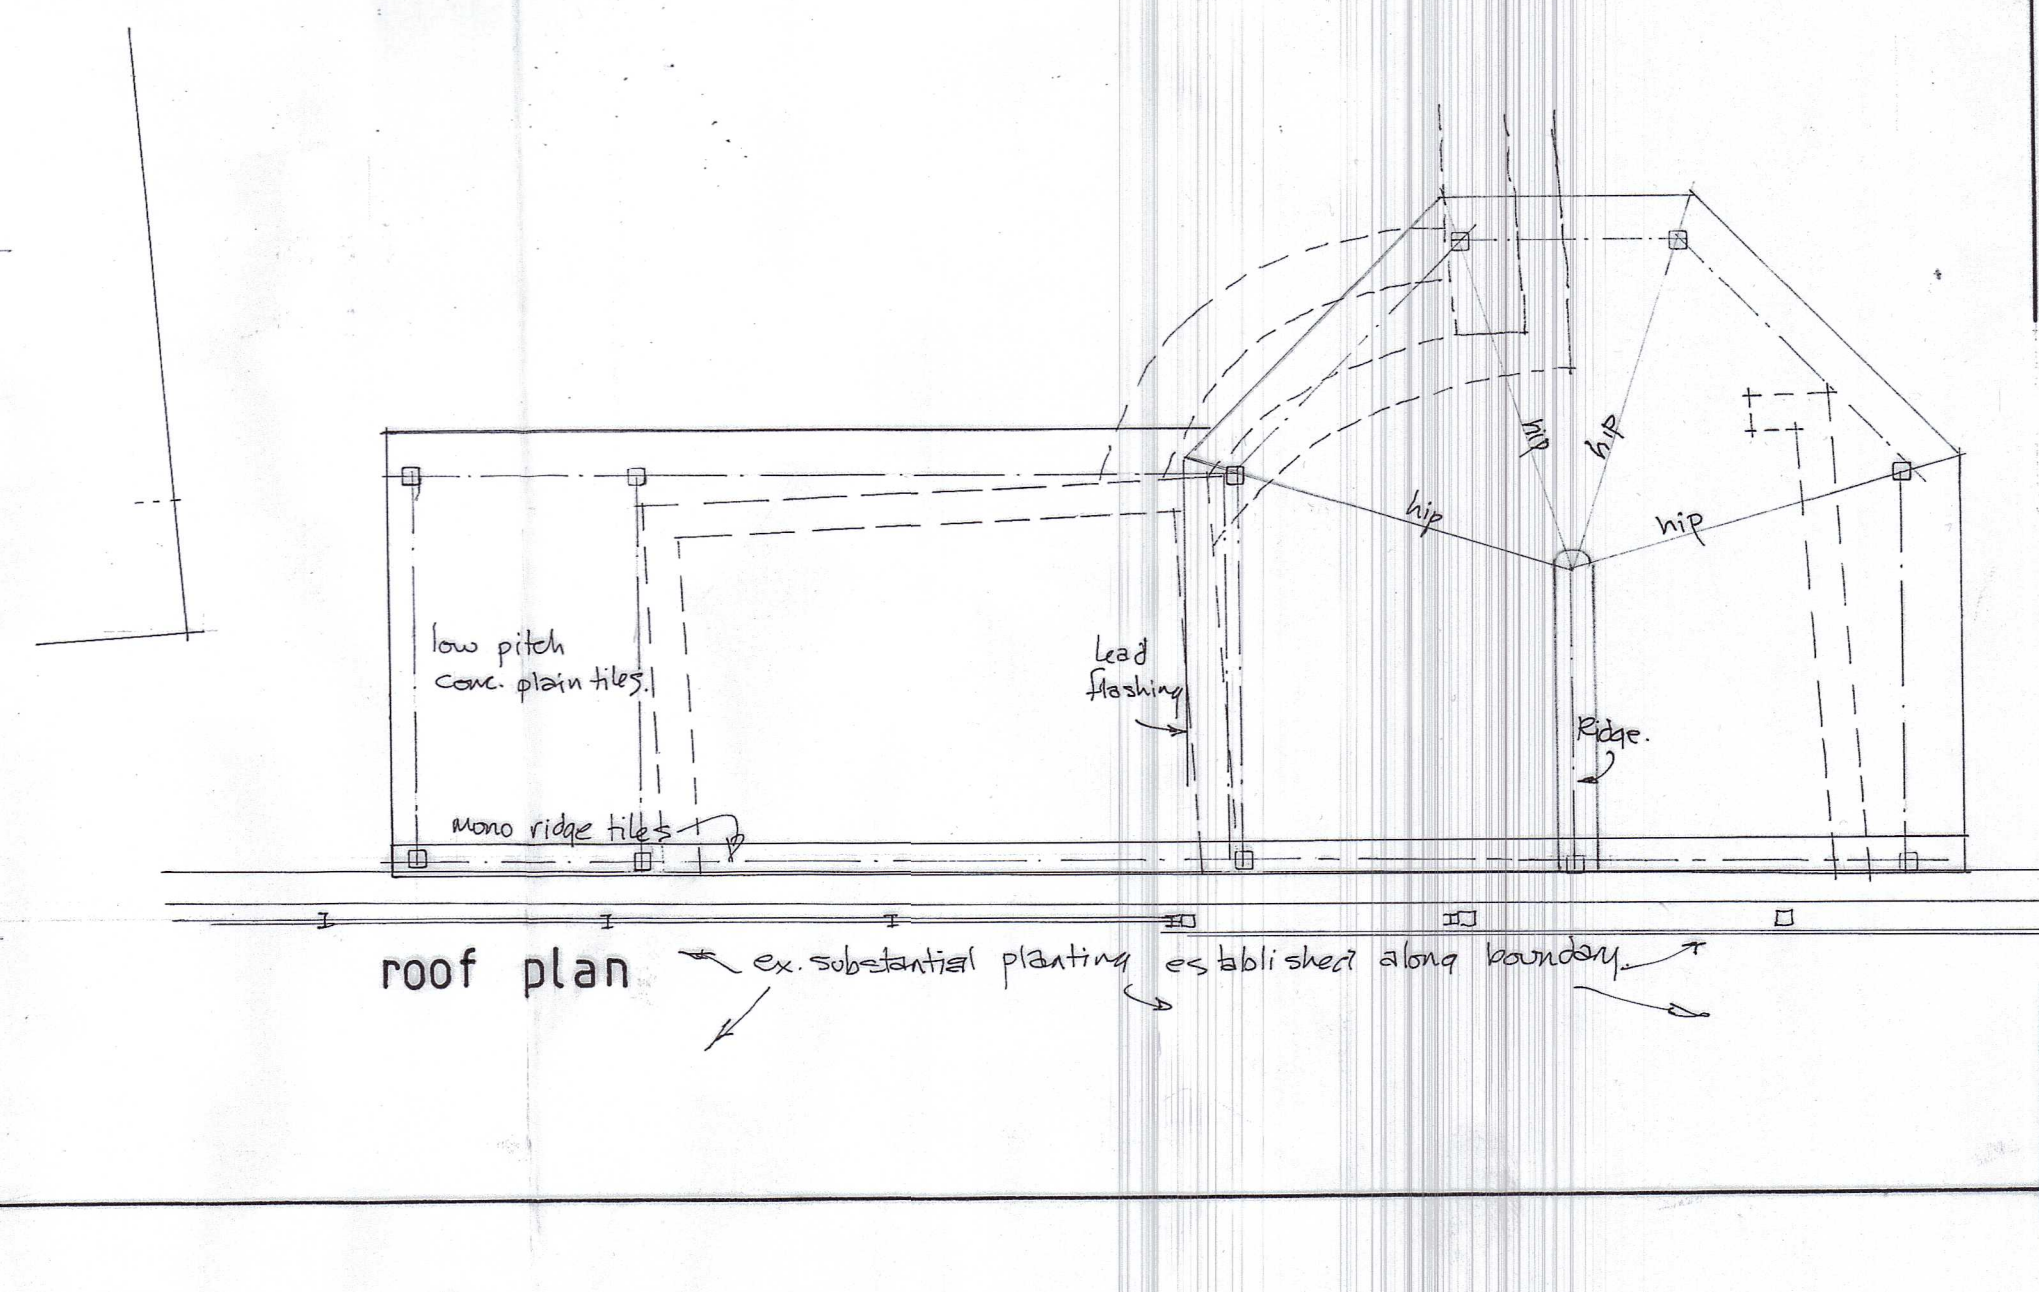 hip
hip
hip
hip
low pitch
conc. plain tiles.
Lead
flashing
Ridge.
mono ridge tiles
roof plan
ex. substantial planting established along boundary.